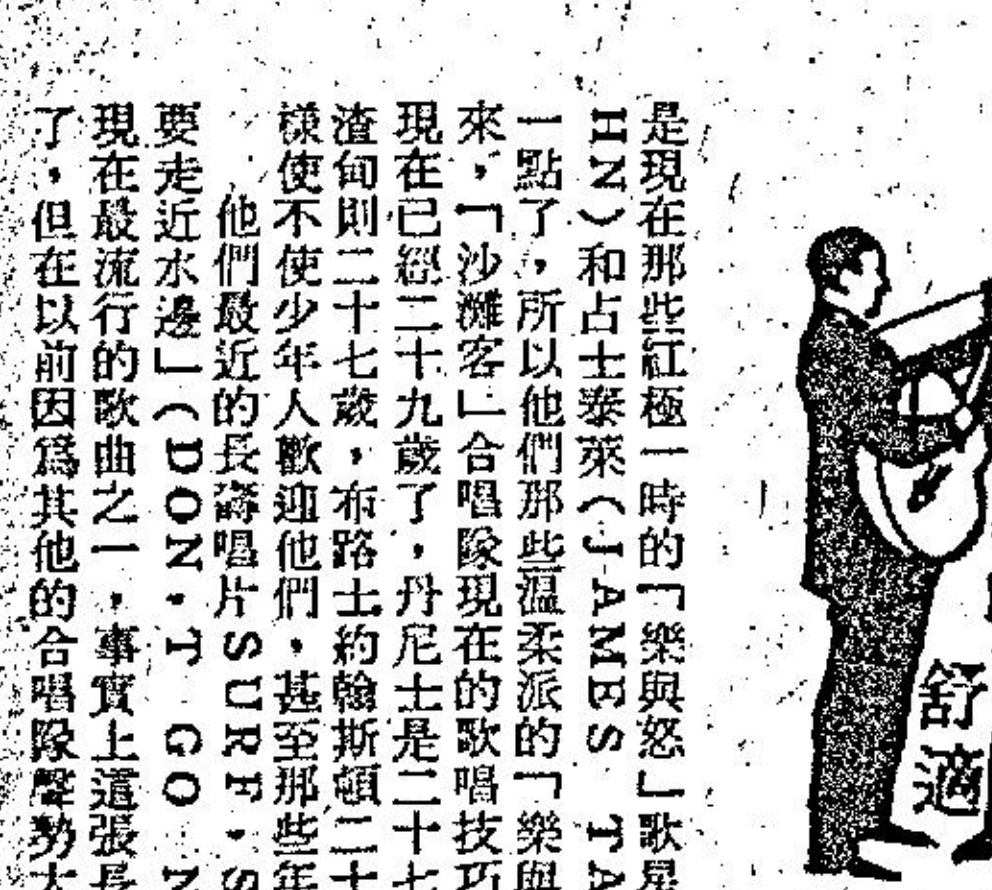 是現在那些紅極一時的「樂與怒」歌星
HN）和占士泰萊（JAMES TA
一點了，所以他們那些溫柔派的「樂與
來，「沙灘客」合唱隊現在的歌唱技巧
現在已經二十九歲了，丹尼士是二十七
渣甸則二十七歲，布路士約翰斯頓二十
樣使不使少年人歡迎他們，甚至那些年
他們最近的長壽唱片SURF，S
要走近水邊」（DON，T GO N
現在最流行的歌曲之一，事實上這張長
了，但在以前因爲其他的合唱隊聲勢大
舒適